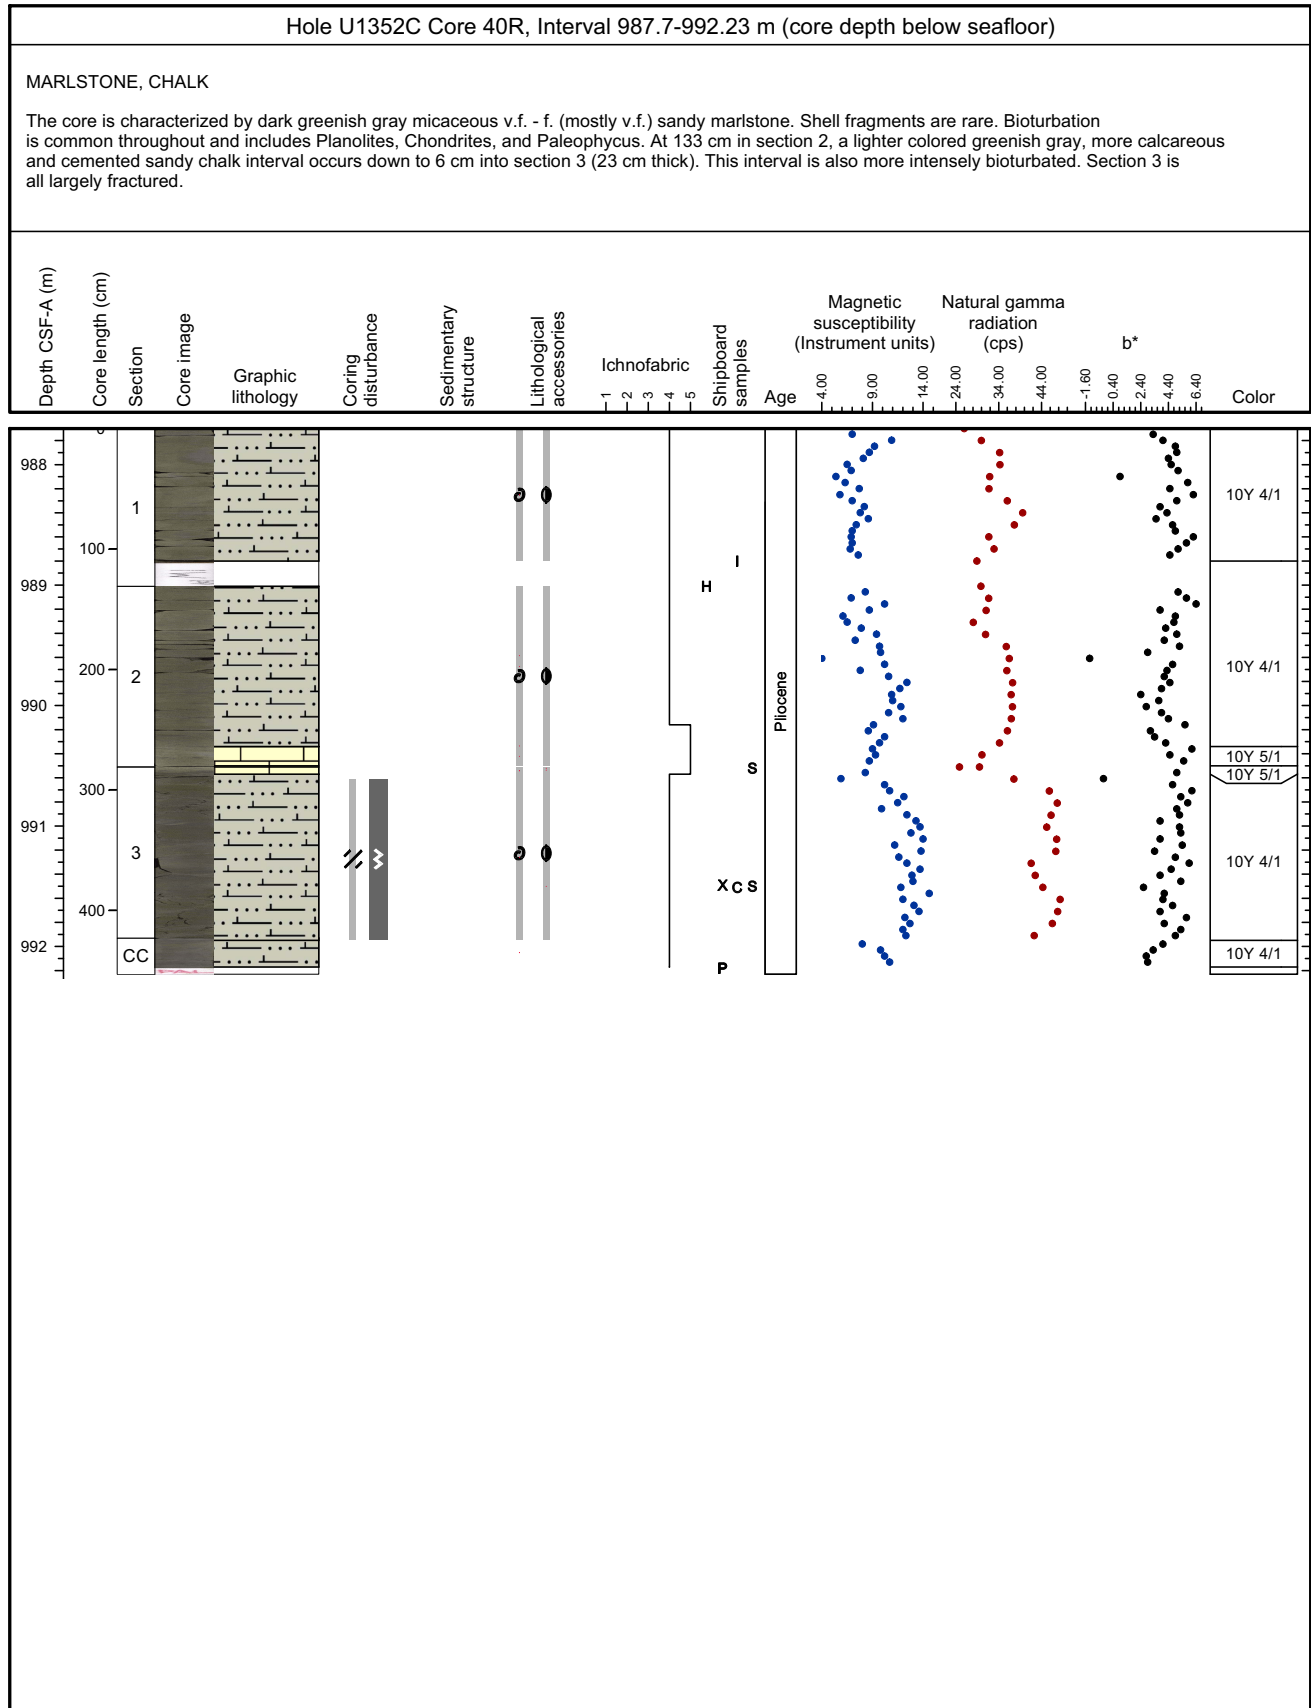 Hole U1352C Core 40R, Interval 987.7-992.23 m (core depth below seafloor)
MARLSTONE, CHALK
The core is characterized by dark greenish gray micaceous v.f. - f. (mostly v.f.) sandy marlstone. Shell fragments are rare. Bioturbation
is common throughout and includes Planolites, Chondrites, and Paleophycus. At 133 cm in section 2, a lighter colored greenish gray, more calcareous
and cemented sandy chalk interval occurs down to 6 cm into section 3 (23 cm thick). This interval is also more intensely bioturbated. Section 3 is
all largely fractured.
Depth CSF-A (m)
Core length (cm)
Section
Core image
Graphic
lithology
Coring
disturbance
Sedimentary
structure
Lithological
accessories
Ichnofabric
1 2 3 4 5
Shipboard
samples
Age
Magnetic
susceptibility
(Instrument units)
4.00 9.00 14.00
Natural gamma
radiation
(cps)
24.00 34.00 44.00
b*
-1.60 0.40 2.40 4.40 6.40
Color
0
988
1
10Y 4/1
100
I
989
H
200
2
10Y 4/1
990
Pliocene
10Y 5/1
S
10Y 5/1
300
991
3
10Y 4/1
X C S
400
992
CC
10Y 4/1
P